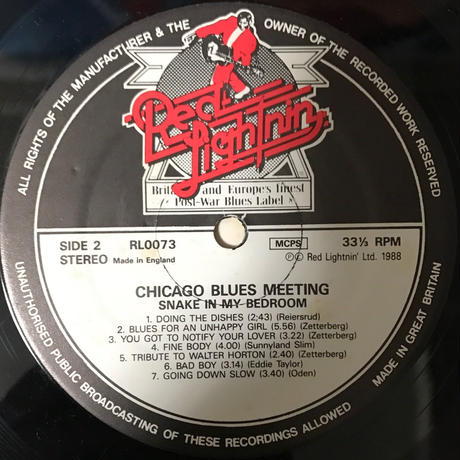 ALL RIGHTS OF THE MANUFACTURER & THE OWNER OF THE RECORDED WORK RESERVED
Red
Lightnin'
Britain's and Europe's finest
Post-War Blues Label
SIDE 2 RL0073 MCPS 33⅓ RPM
STEREO Made in England ℗ © Red Lightnin' Ltd. 1988
CHICAGO BLUES MEETING
SNAKE IN MY BEDROOM
1. DOING THE DISHES (2;43) (Reiersrud)
2. BLUES FOR AN UNHAPPY GIRL (5.56) (Zetterberg)
3. YOU GOT TO NOTIFY YOUR LOVER (3.22) (Zetterberg)
4. FINE BODY (4.00) (Sunnyland Slim)
5. TRIBUTE TO WALTER HORTON (2.40) (Zetterberg)
6. BAD BOY (3.14) (Eddie Taylor)
7. GOING DOWN SLOW (3.40) (Oden)
UNAUTHORISED PUBLIC BROADCASTING OF THESE RECORDINGS ALLOWED
MADE IN GREAT BRITAIN